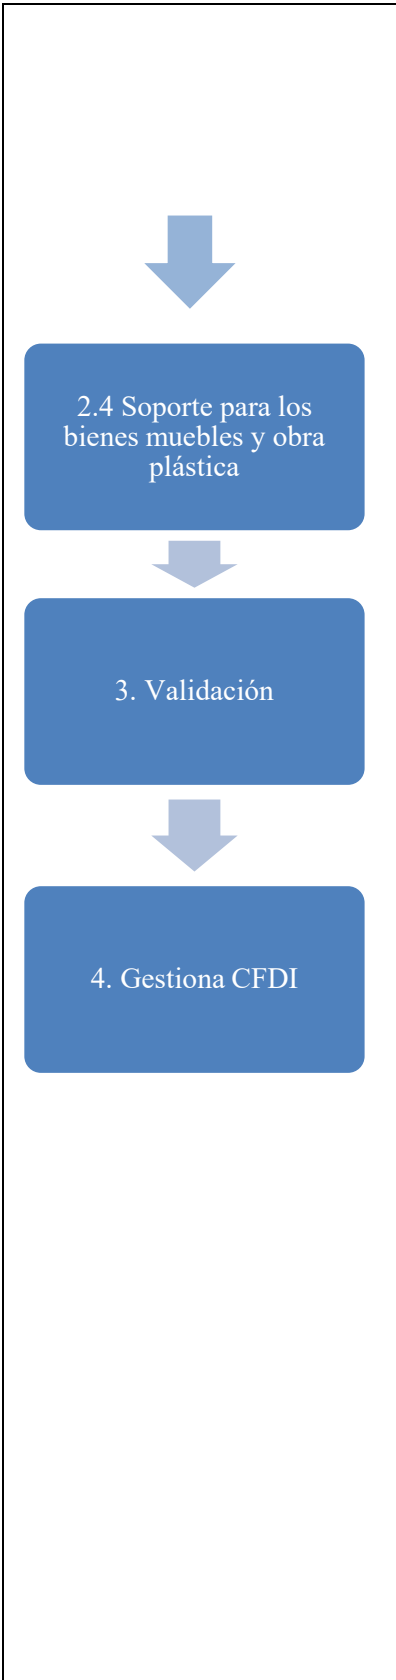 2.4 Soporte para los
bienes muebles y obra
plástica
3. Validación
4. Gestiona CFDI